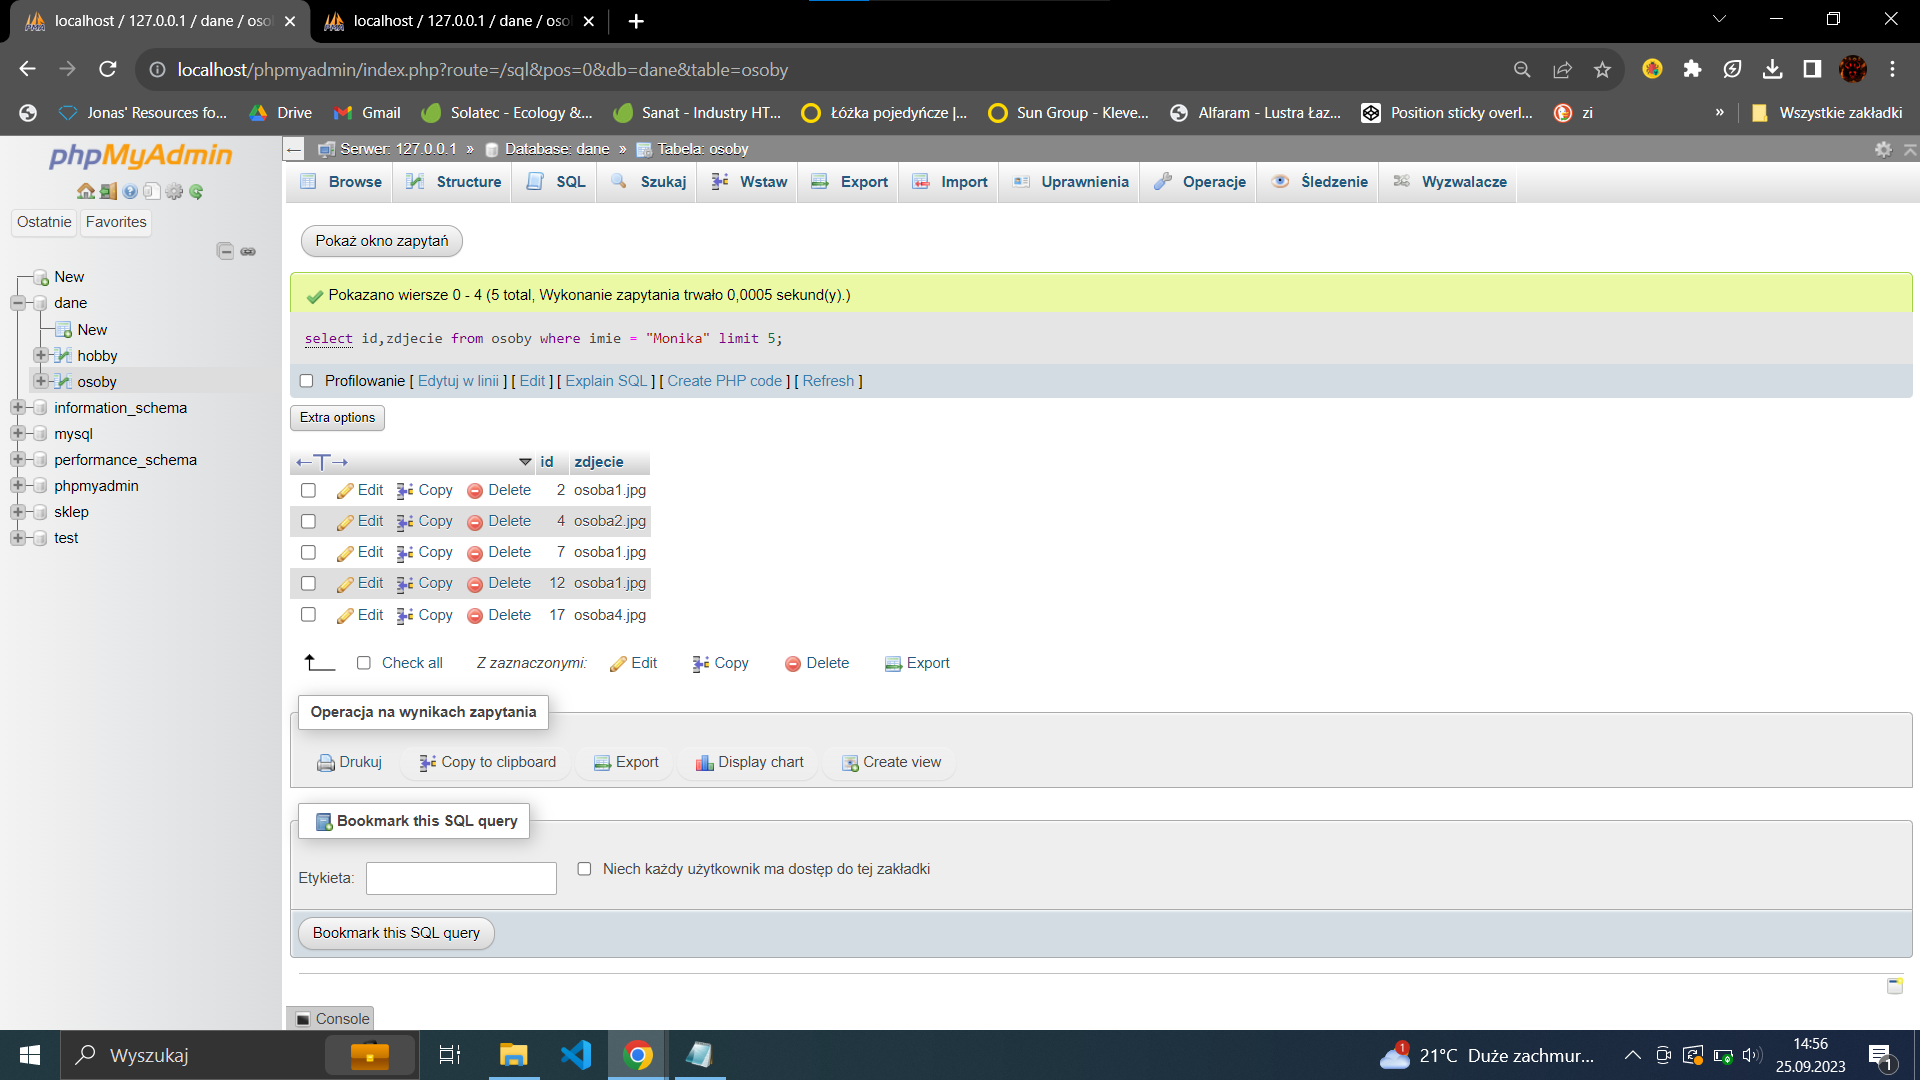 localhost / 127.0.0.1 / dane / oso
localhost / 127.0.0.1 / dane / oso
localhost/phpmyadmin/index.php?route=/sql&pos=0&db=dane&table=osoby
Jonas' Resources fo...
Drive
Gmail
Solatec - Ecology &...
Sanat - Industry HT...
Łóżka pojedyńcze |...
Sun Group - Kleve...
Alfaram - Lustra Łaz...
Position sticky overl...
zi
»
Wszystkie zakładki
phpMyAdmin
Ostatnie
Favorites
New
dane
New
hobby
osoby
information_schema
mysql
performance_schema
phpmyadmin
sklep
test
Serwer: 127.0.0.1 » Database: dane » Tabela: osoby
Browse
Structure
SQL
Szukaj
Wstaw
Export
Import
Uprawnienia
Operacje
Śledzenie
Wyzwalacze
Pokaż okno zapytań
Pokazano wiersze 0 - 4 (5 total, Wykonanie zapytania trwało 0,0005 sekund(y).)
select id,zdjecie from osoby where imie = "Monika" limit 5;
Profilowanie [ Edytuj w linii ] [ Edit ] [ Explain SQL ] [ Create PHP code ] [ Refresh ]
Extra options
←T→ id zdjecie
Edit Copy Delete 2 osoba1.jpg
Edit Copy Delete 4 osoba2.jpg
Edit Copy Delete 7 osoba1.jpg
Edit Copy Delete 12 osoba1.jpg
Edit Copy Delete 17 osoba4.jpg
Check all Z zaznaczonymi: Edit Copy Delete Export
Operacja na wynikach zapytania
Drukuj Copy to clipboard Export Display chart Create view
Bookmark this SQL query
Etykieta:
Niech każdy użytkownik ma dostęp do tej zakładki
Bookmark this SQL query
Console
Wyszukaj
1
21°C Duże zachmur...
14:56
25.09.2023
1